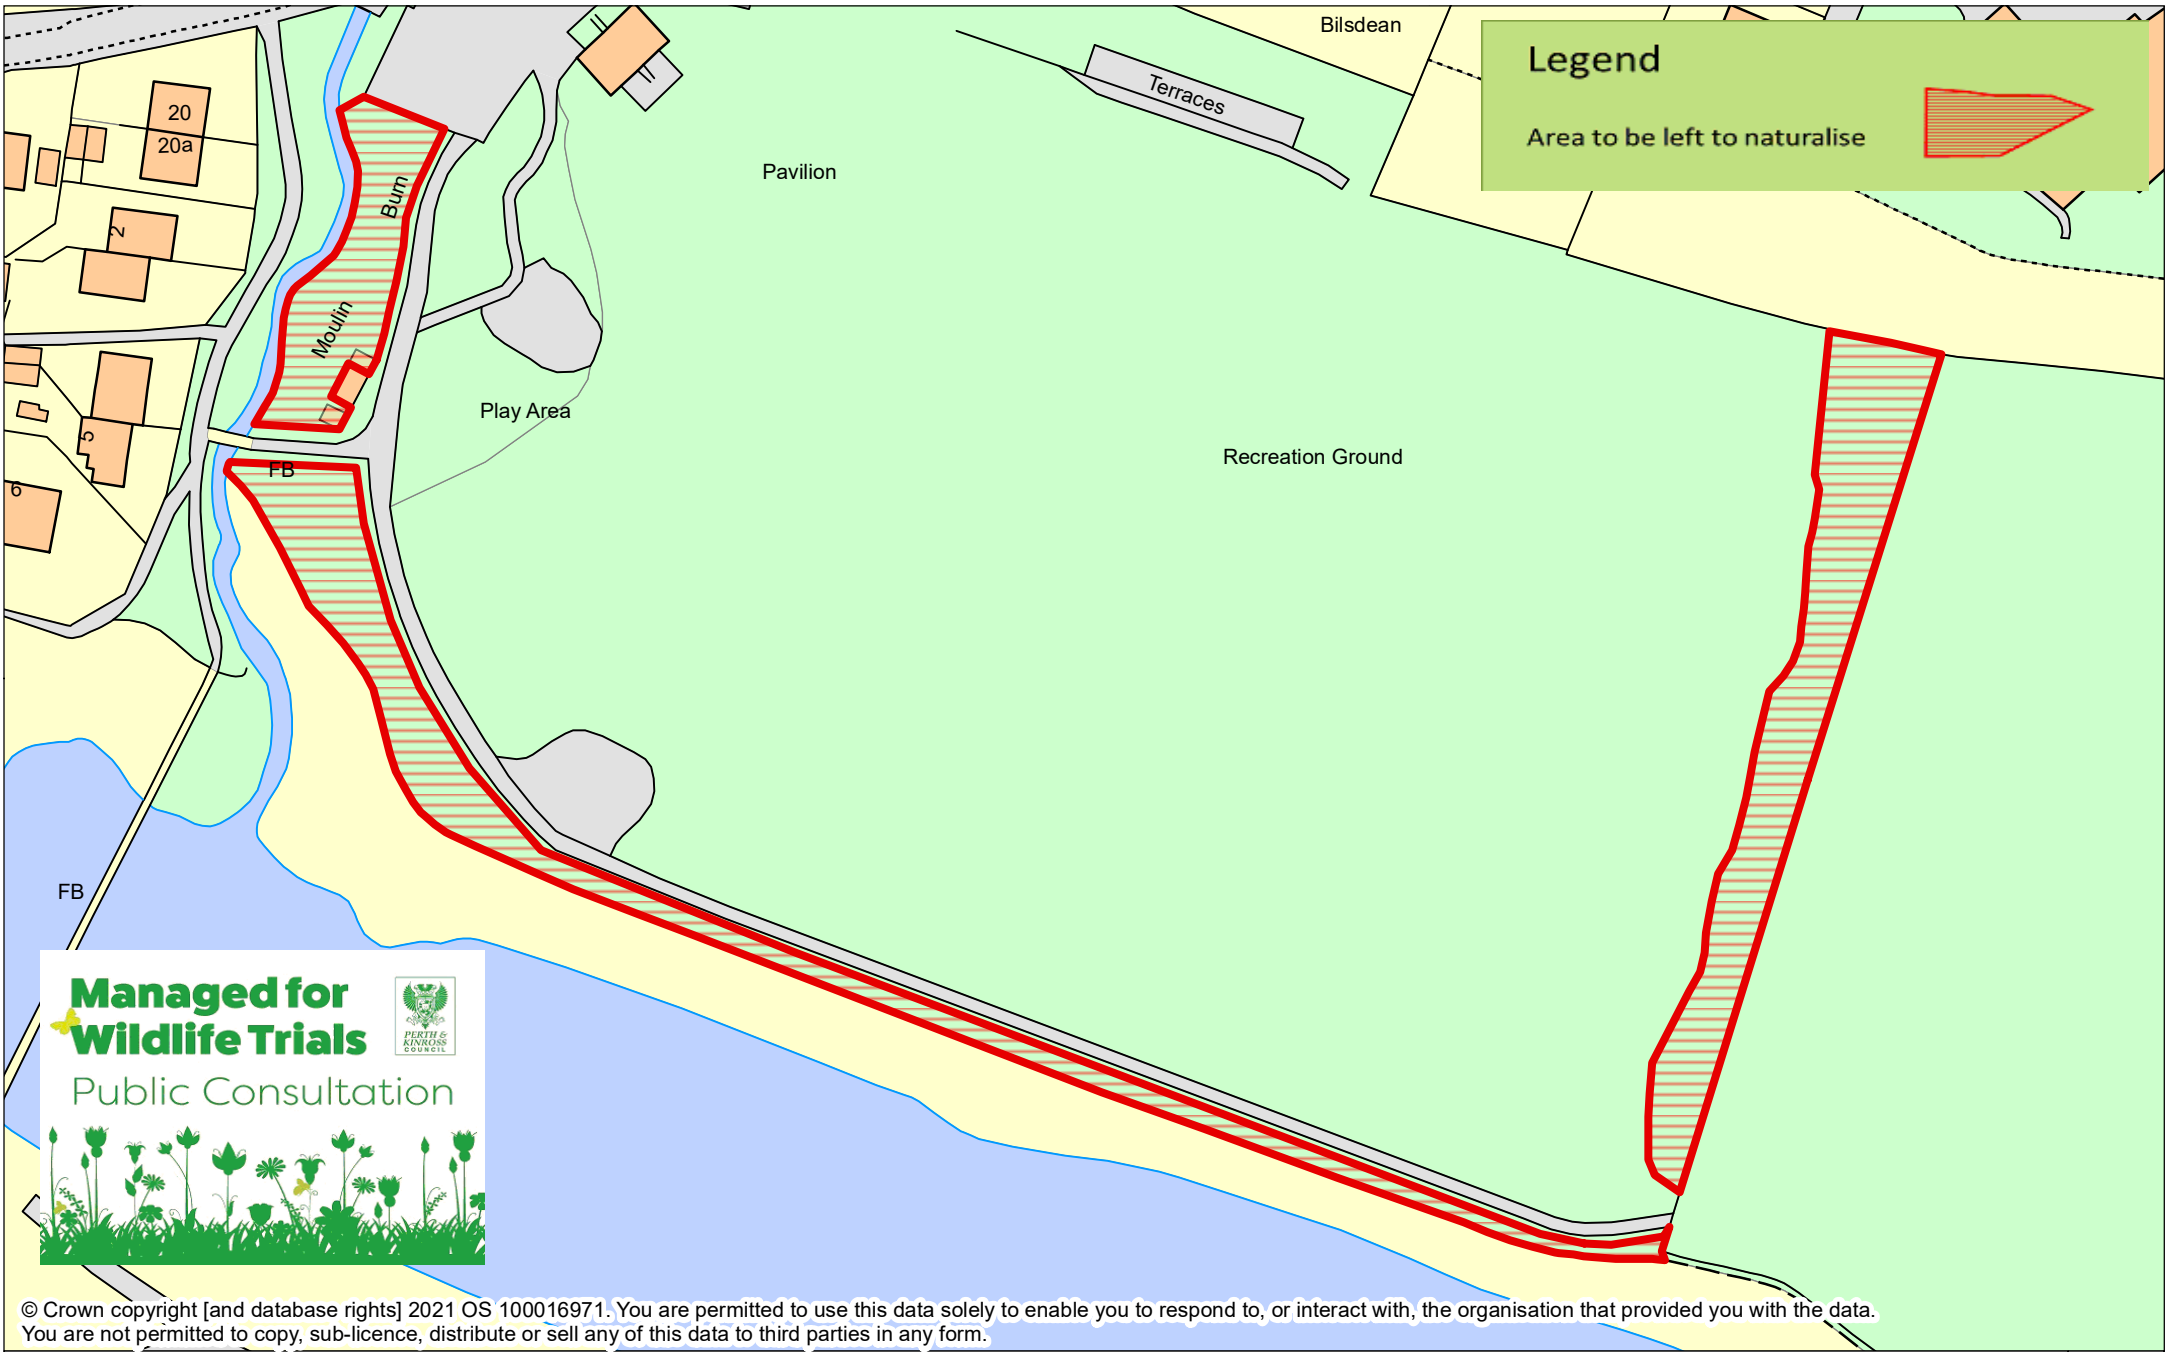 Bilsdean
Legend
Area to be left to naturalise
Terraces
20
20a
Pavilion
Burn
2
Moulin
Play Area
5
Recreation Ground
FB
6
FB
Managed for
Wildlife Trials
PERTH &
KINROSS
COUNCIL
Public Consultation
© Crown copyright [and database rights] 2021 OS 100016971. You are permitted to use this data solely to enable you to respond to, or interact with, the organisation that provided you with the data.
You are not permitted to copy, sub-licence, distribute or sell any of this data to third parties in any form.